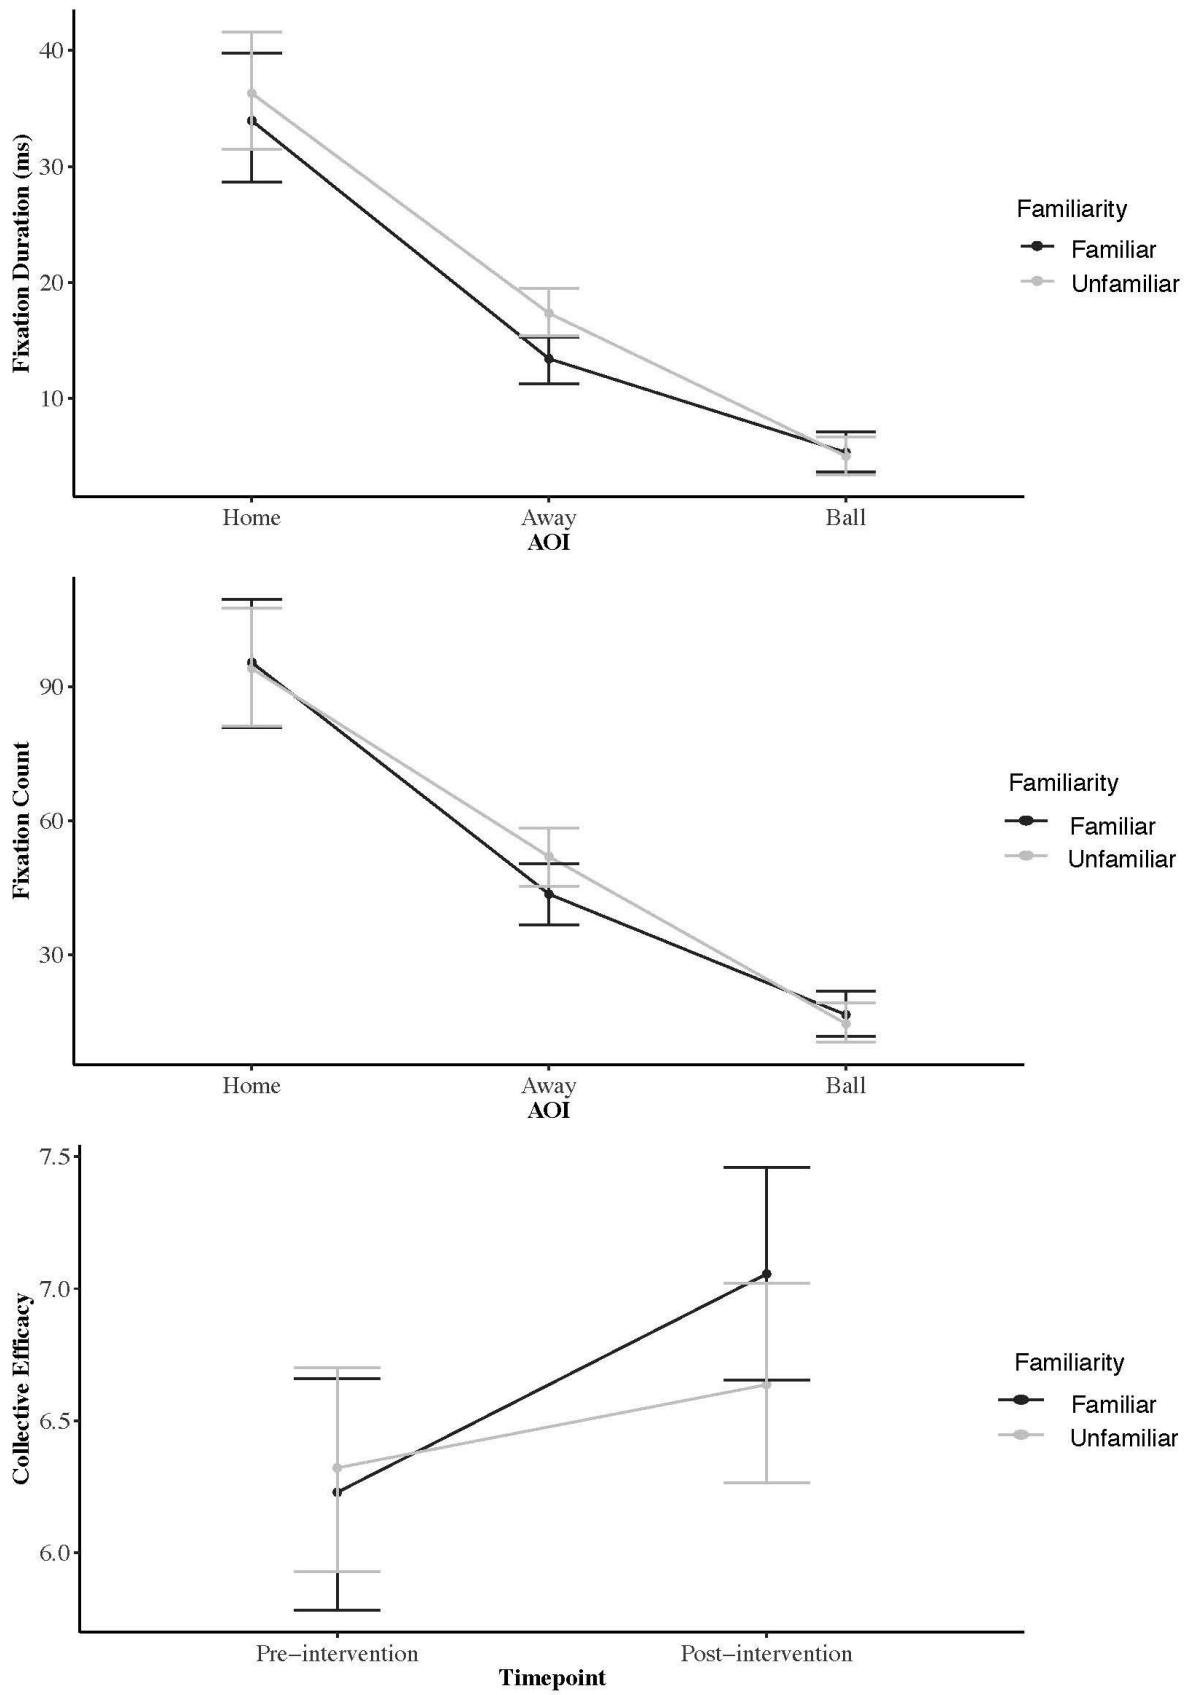 40
30
20
10
Fixation Duration (ms)
Home Away Ball
AOI
Familiarity
Familiar
Unfamiliar
90
60
30
Fixation Count
Home Away Ball
AOI
Familiarity
Familiar
Unfamiliar
7.5
7.0
6.5
6.0
Collective Efficacy
Pre−intervention Post−intervention
Timepoint
Familiarity
Familiar
Unfamiliar